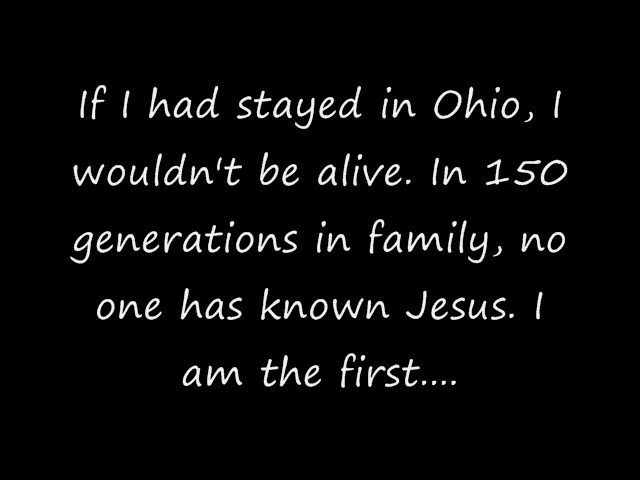 If I had stayed in Ohio, I
wouldn't be alive. In 150
generations in family, no
one has known Jesus. I
am the first....